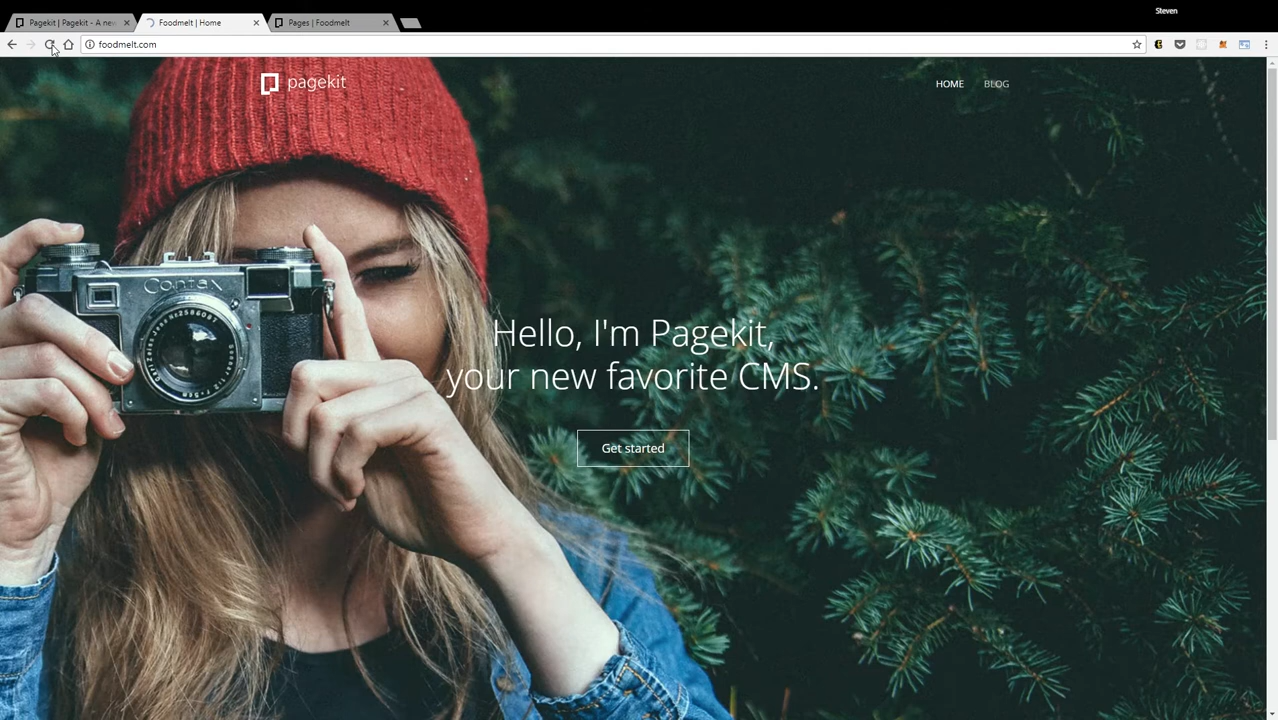 Steven
Pagekit | Pagekit - A new
Foodmelt | Home
Pages | Foodmelt
foodmelt.com
pagekit
HOME
BLOG
Contax
Hello, I'm Pagekit,
your new favorite CMS.
Get started